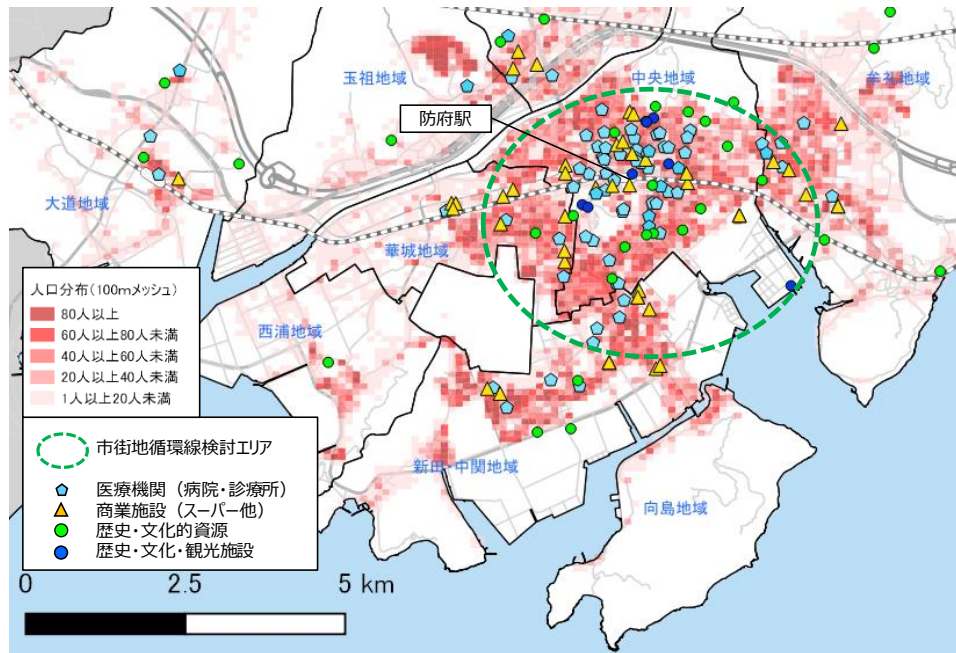 玉祖地域
中央地域
牟礼地域
防府駅
大道地域
華城地域
人口分布(100mメッシュ)
80人以上
60人以上80人未満
40人以上60人未満
20人以上40人未満
1人以上20人未満
西浦地域
市街地循環線検討エリア
医療機関(病院・診療所)
商業施設(スーパー他)
歴史・文化的資源
歴史・文化・観光施設
新田・中関地域
向島地域
0 2.5 5 km